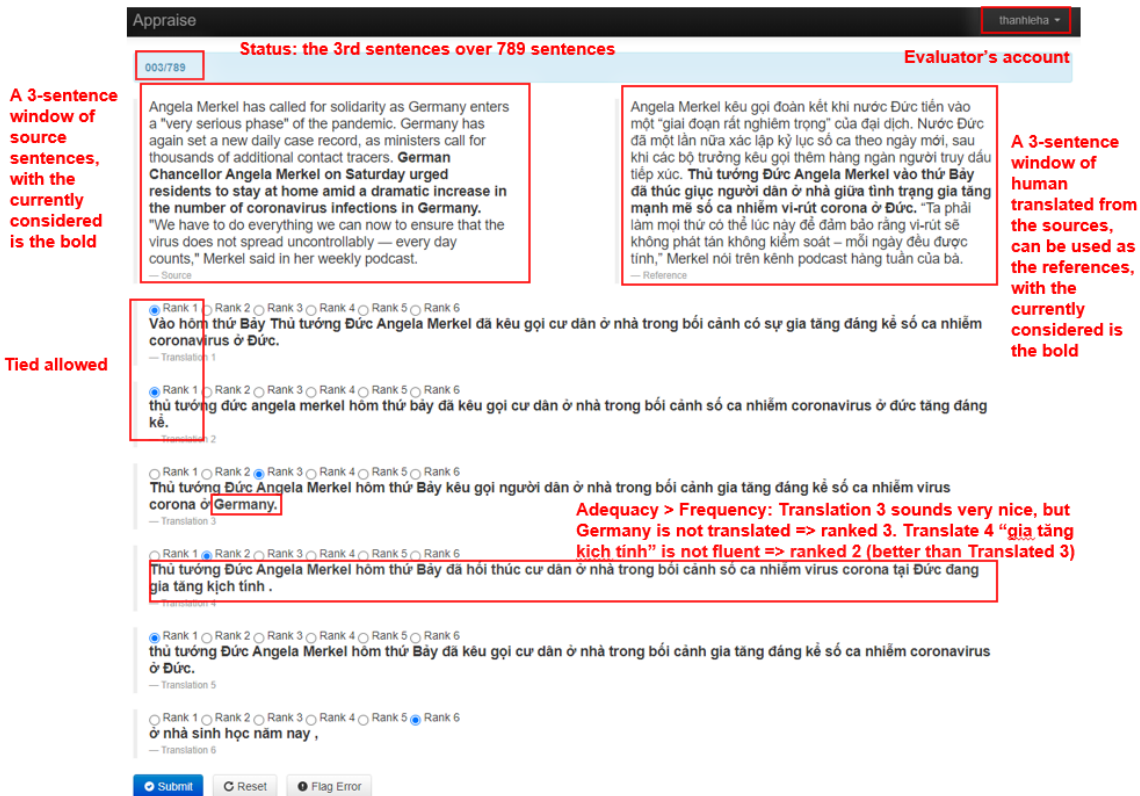 Appraise
thanhleha
Status: the 3rd sentences over 789 sentences
003/789
Evaluator's account
A 3-sentence
window of
source
sentences,
with the
currently
considered
is the bold
Angela Merkel has called for solidarity as Germany enters
a "very serious phase" of the pandemic. Germany has
again set a new daily case record, as ministers call for
thousands of additional contact tracers. German
Chancellor Angela Merkel on Saturday urged
residents to stay at home amid a dramatic increase in
the number of coronavirus infections in Germany.
"We have to do everything we can now to ensure that the
virus does not spread uncontrollably — every day
counts," Merkel said in her weekly podcast.
— Source
Angela Merkel kêu gọi đoàn kết khi nước Đức tiến vào
một “giai đoạn rất nghiêm trọng” của đại dịch. Nước Đức
đã một lần nữa xác lập kỷ lục số ca theo ngày mới, sau
khi các bộ trưởng kêu gọi thêm hàng ngàn người truy dấu
tiếp xúc. Thủ tướng Đức Angela Merkel vào thứ Bảy
đã thúc giục người dân ở nhà giữa tình trạng gia tăng
mạnh mẽ số ca nhiễm vi-rút corona ở Đức. “Ta phải
làm mọi thứ có thể lúc này để đảm bảo rằng vi-rút sẽ
không phát tán không kiểm soát – mỗi ngày đều được
tính,” Merkel nói trên kênh podcast hàng tuần của bà.
— Reference
A 3-sentence
window of
human
translated from
the sources,
can be used as
the references,
with the
currently
considered is
the bold
Tied allowed
Rank 1 Rank 2 Rank 3 Rank 4 Rank 5 Rank 6
Vào hôm thứ Bảy Thủ tướng Đức Angela Merkel đã kêu gọi cư dân ở nhà trong bối cảnh có sự gia tăng đáng kể số ca nhiễm
coronavirus ở Đức.
— Translation 1
Rank 1 Rank 2 Rank 3 Rank 4 Rank 5 Rank 6
thủ tướng đức angela merkel hôm thứ bảy đã kêu gọi cư dân ở nhà trong bối cảnh số ca nhiễm coronavirus ở đức tăng đáng
kể.
— Translation 2
Rank 1 Rank 2 Rank 3 Rank 4 Rank 5 Rank 6
Thủ tướng Đức Angela Merkel hôm thứ Bảy kêu gọi người dân ở nhà trong bối cảnh gia tăng đáng kể số ca nhiễm virus
corona ở Germany.
— Translation 3
Adequacy > Frequency: Translation 3 sounds very nice, but
Germany is not translated => ranked 3. Translate 4 “gia tăng
kịch tính” is not fluent => ranked 2 (better than Translated 3)
Rank 1 Rank 2 Rank 3 Rank 4 Rank 5 Rank 6
Thủ tướng Đức Angela Merkel hôm thứ Bảy đã hối thúc cư dân ở nhà trong bối cảnh số ca nhiễm virus corona tại Đức đang
gia tăng kịch tính .
— Translation 4
Rank 1 Rank 2 Rank 3 Rank 4 Rank 5 Rank 6
thủ tướng Đức Angela Merkel hôm thứ Bảy đã kêu gọi cư dân ở nhà trong bối cảnh gia tăng đáng kể số ca nhiễm coronavirus
ở Đức.
— Translation 5
Rank 1 Rank 2 Rank 3 Rank 4 Rank 5 Rank 6
ở nhà sinh học năm nay ,
— Translation 6
Submit
Reset
Flag Error